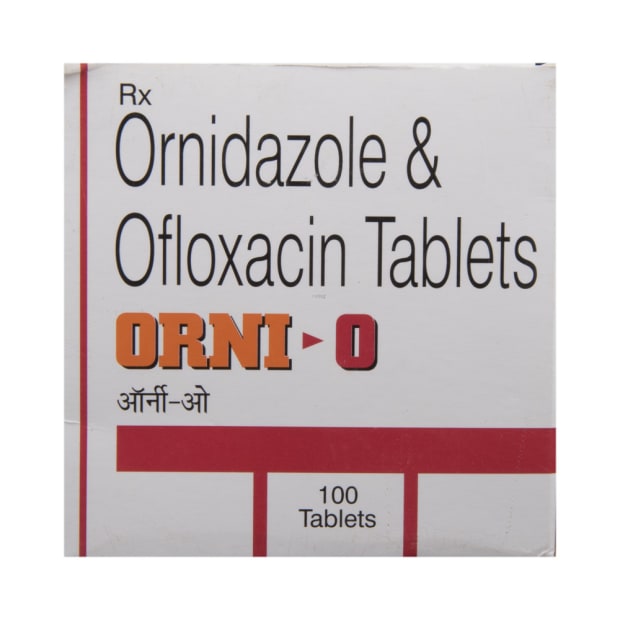 Rx
Ornidazole &
Ofloxacin Tablets
ORNI ▸ O
ऑर्नी-ओ
100
Tablets